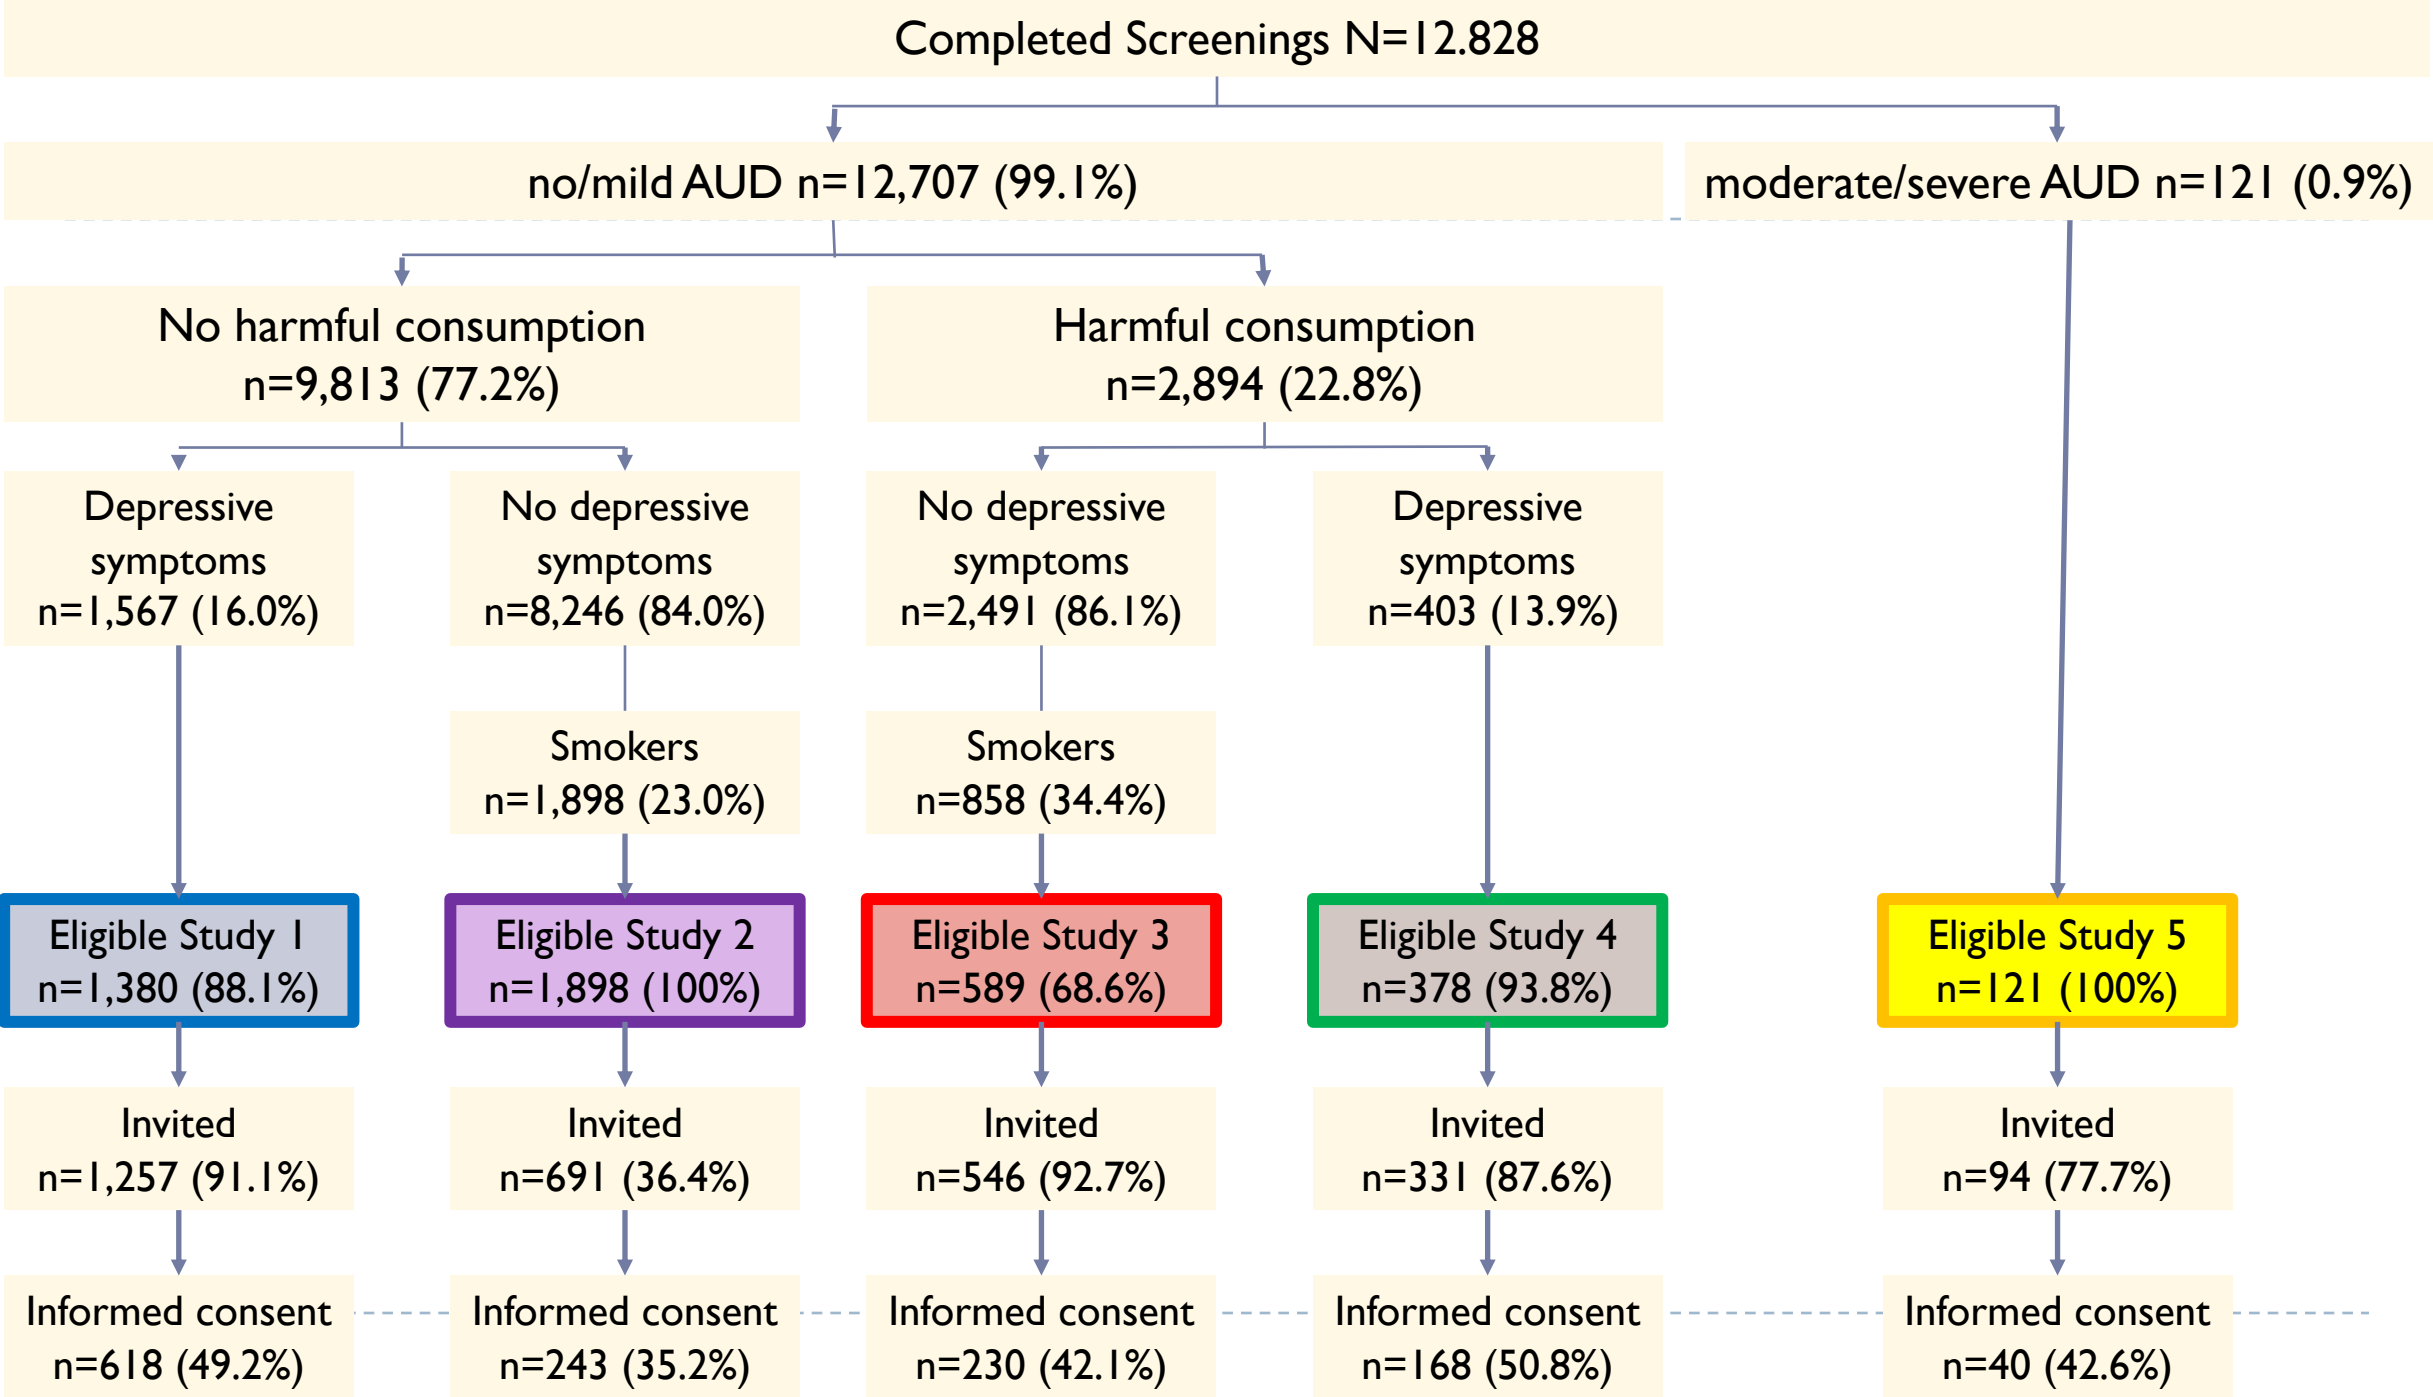 Completed Screenings N=12.828
no/mild AUD n=12,707 (99.1%)
moderate/severe AUD n=121 (0.9%)
No harmful consumption
n=9,813 (77.2%)
Harmful consumption
n=2,894 (22.8%)
Depressive
symptoms
n=1,567 (16.0%)
No depressive
symptoms
n=8,246 (84.0%)
No depressive
symptoms
n=2,491 (86.1%)
Depressive
symptoms
n=403 (13.9%)
Smokers
n=1,898 (23.0%)
Smokers
n=858 (34.4%)
Eligible Study 1
n=1,380 (88.1%)
Eligible Study 2
n=1,898 (100%)
Eligible Study 3
n=589 (68.6%)
Eligible Study 4
n=378 (93.8%)
Eligible Study 5
n=121 (100%)
Invited
n=1,257 (91.1%)
Invited
n=691 (36.4%)
Invited
n=546 (92.7%)
Invited
n=331 (87.6%)
Invited
n=94 (77.7%)
Informed consent
n=618 (49.2%)
Informed consent
n=243 (35.2%)
Informed consent
n=230 (42.1%)
Informed consent
n=168 (50.8%)
Informed consent
n=40 (42.6%)